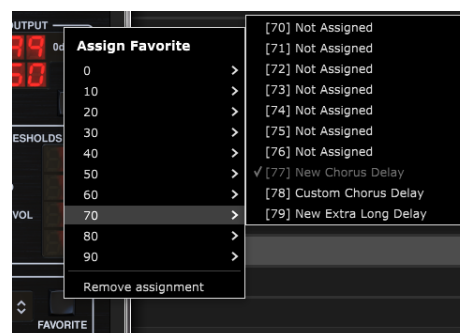 OUTPUT
0d
ESHOLDS
VOL
FAVORITE
Assign Favorite
0
10
20
30
40
50
60
70
80
90
Remove assignment
[70] Not Assigned
[71] Not Assigned
[72] Not Assigned
[73] Not Assigned
[74] Not Assigned
[75] Not Assigned
[76] Not Assigned
✓ [77] New Chorus Delay
[78] Custom Chorus Delay
[79] New Extra Long Delay